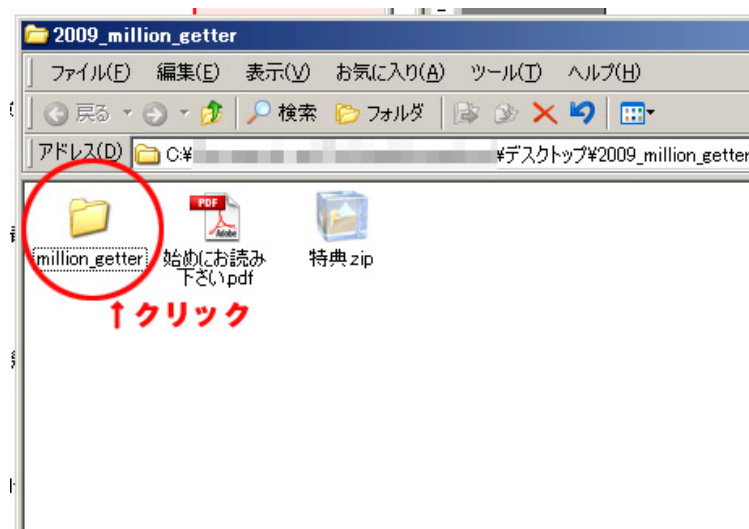 2009_million_getter
ファイル(F) 編集(E) 表示(V) お気に入り(A) ツール(T) ヘルプ(H)
戻る 検索 フォルダ
アドレス(D) C:¥ ¥デスクトップ¥2009_million_getter
million_getter
始めにお読み
下さい.pdf
特典.zip
↑クリック